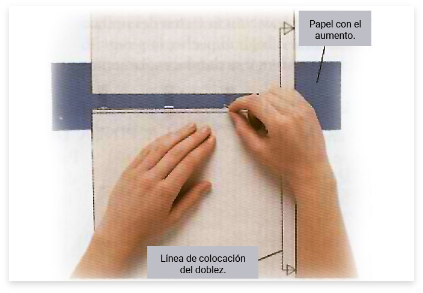 Papel con el
aumento.
Línea de colocación
del doblez.